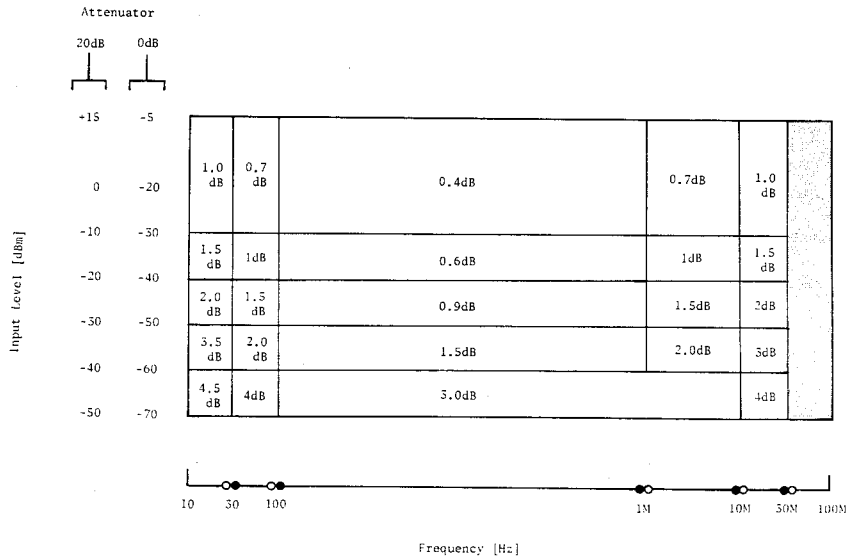 Attenuator
20dB 0dB
+15 -5
1.0 dB 0.7 dB 0.4dB 0.7dB 1.0 dB
0 -20
-10 -30
1.5 dB 1dB 0.6dB 1dB 1.5 dB
-20 -40
2.0 dB 1.5 dB 0.9dB 1.5dB 2dB
-30 -50
3.5 dB 2.0 dB 1.5dB 2.0dB 3dB
-40 -60
4.5 dB 4dB 3.0dB 4dB
-50 -70
Input Level [dBm]
10 30 100 1M 10M 30M 100M
Frequency [Hz]